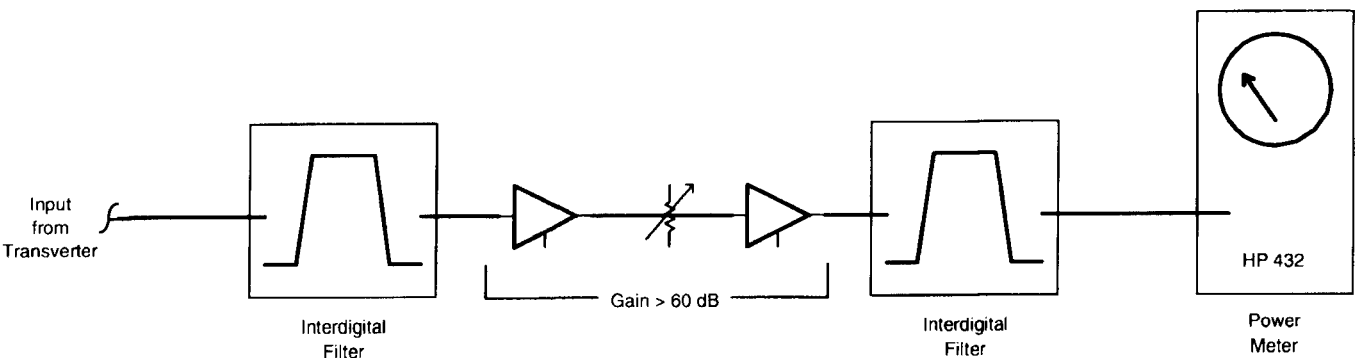 Input
from
Transverter
Interdigital
Filter
Gain > 60 dB
Interdigital
Filter
HP 432
Power
Meter